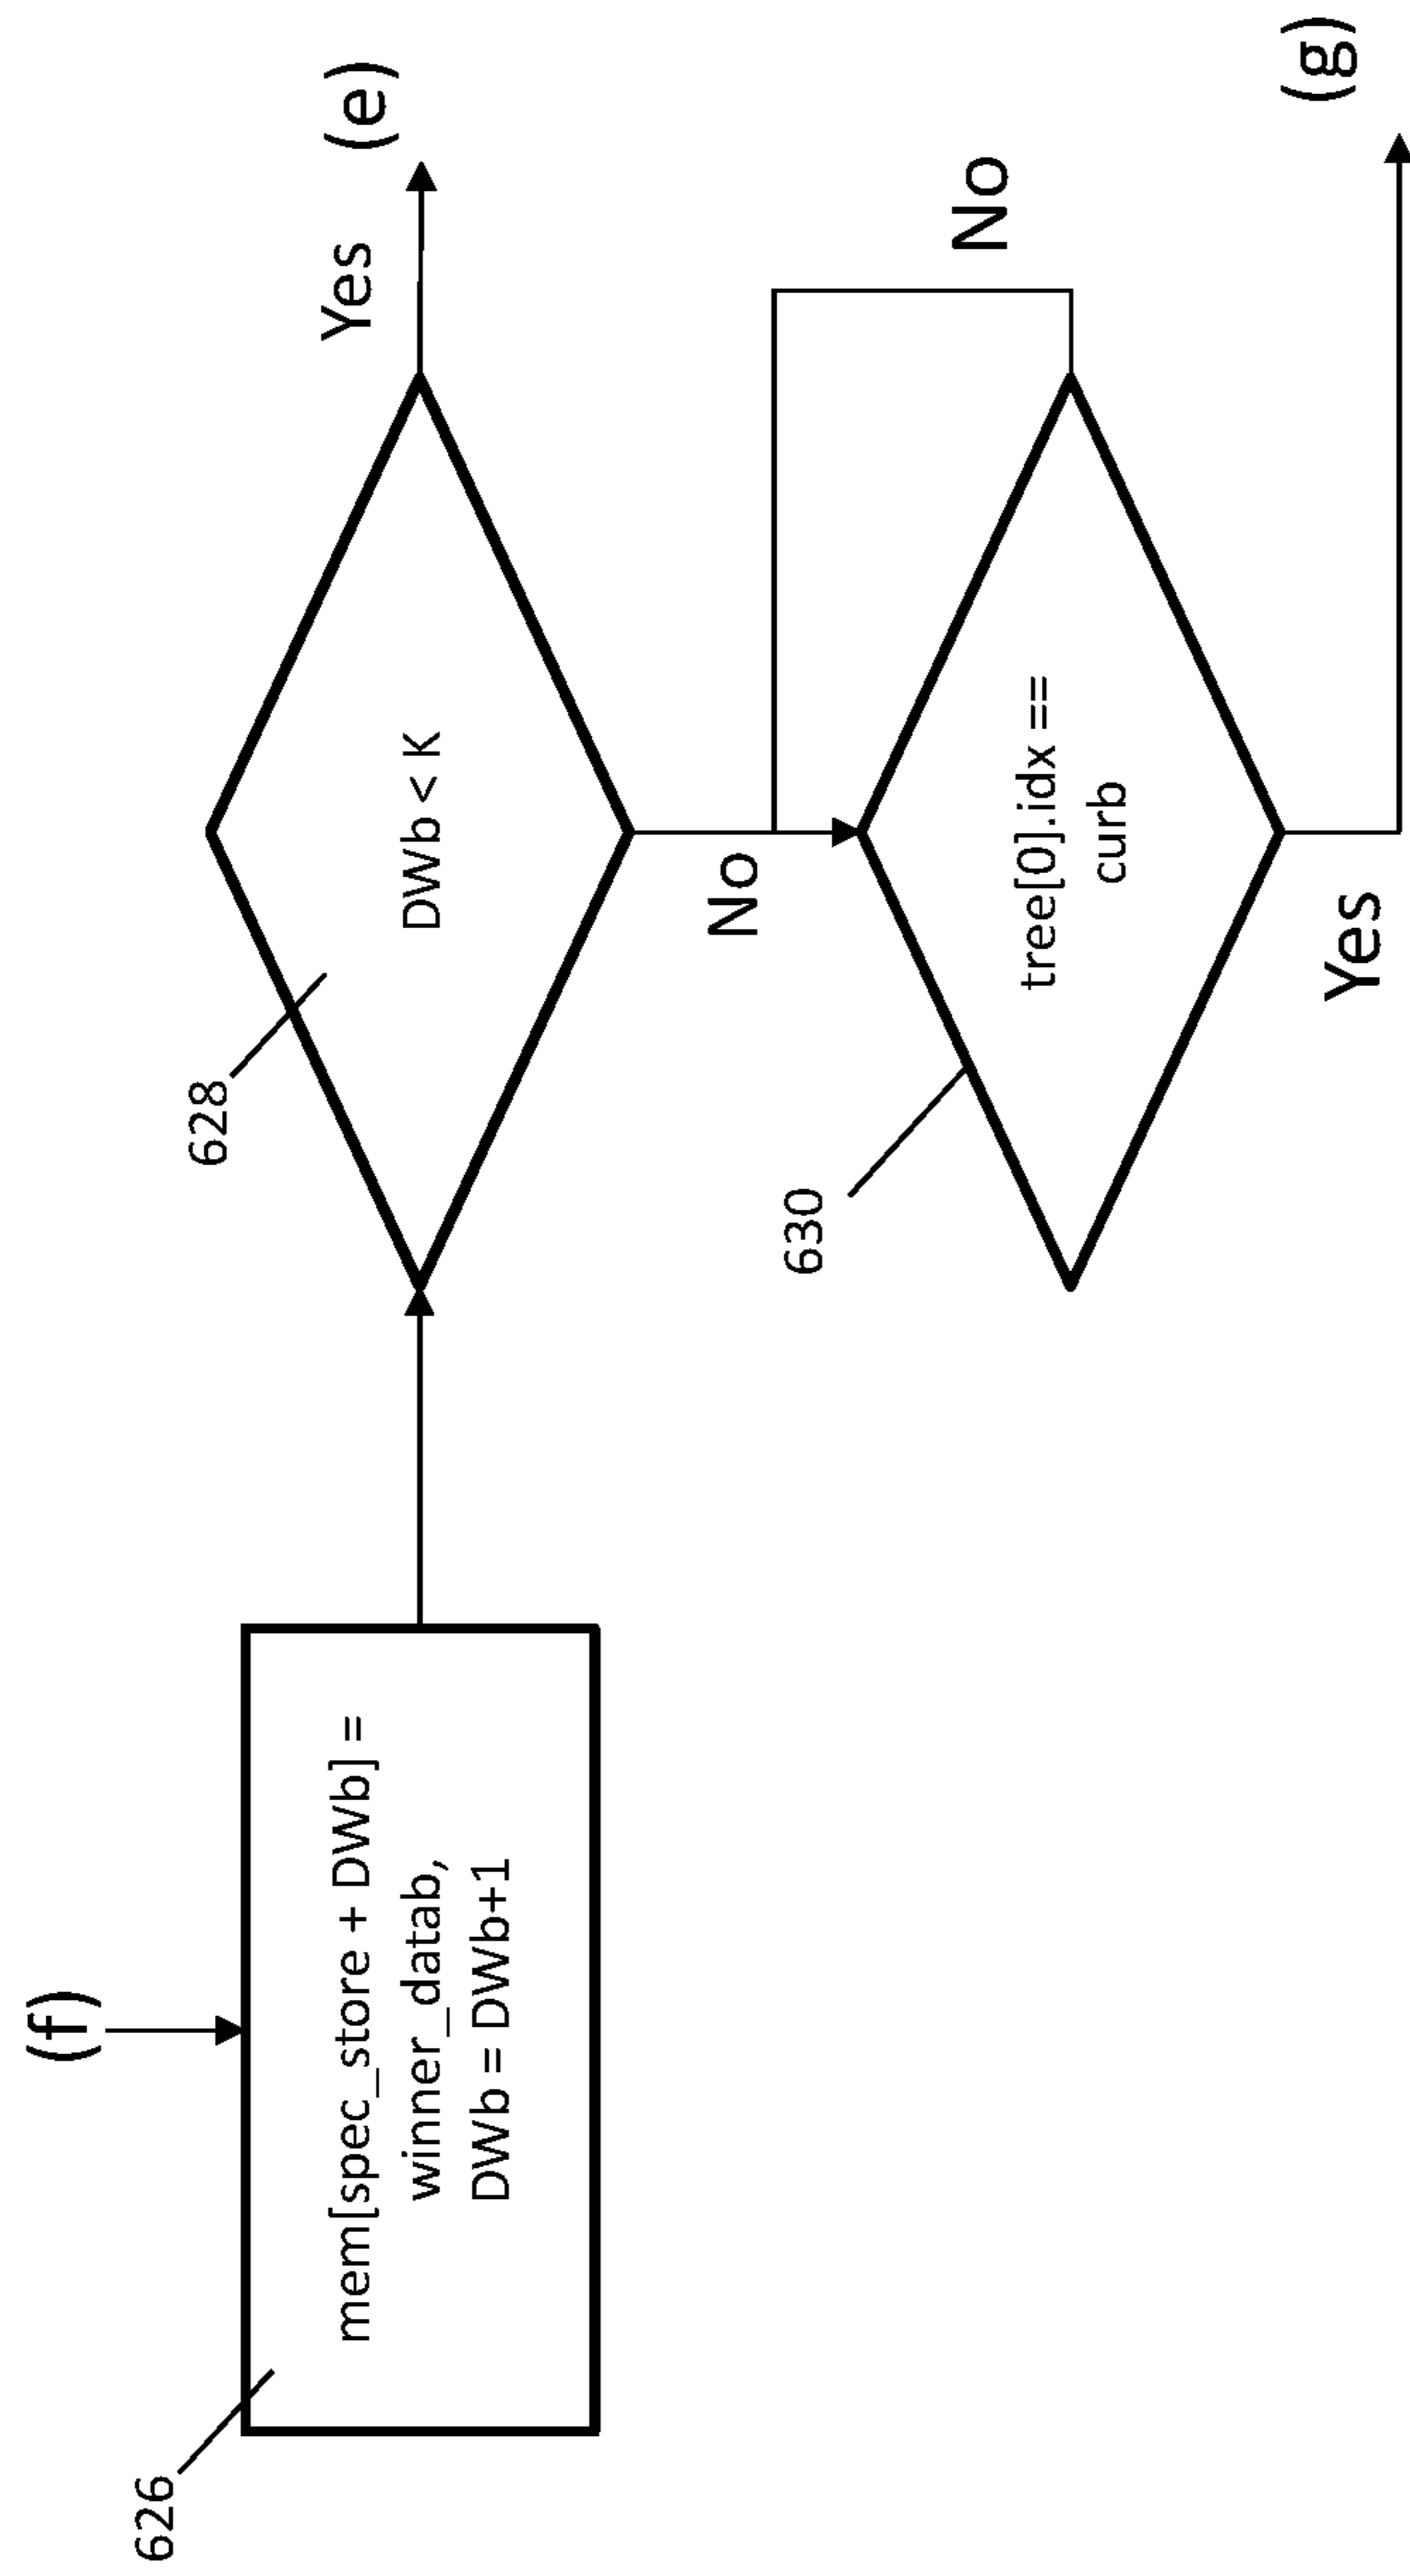 (f)
626
mem[spec_store + DWb] =
winner_datab,
DWb = DWb+1
628
DWb < K
Yes
(e)
No
630
tree[0].idx ==
curb
No
Yes
(g)